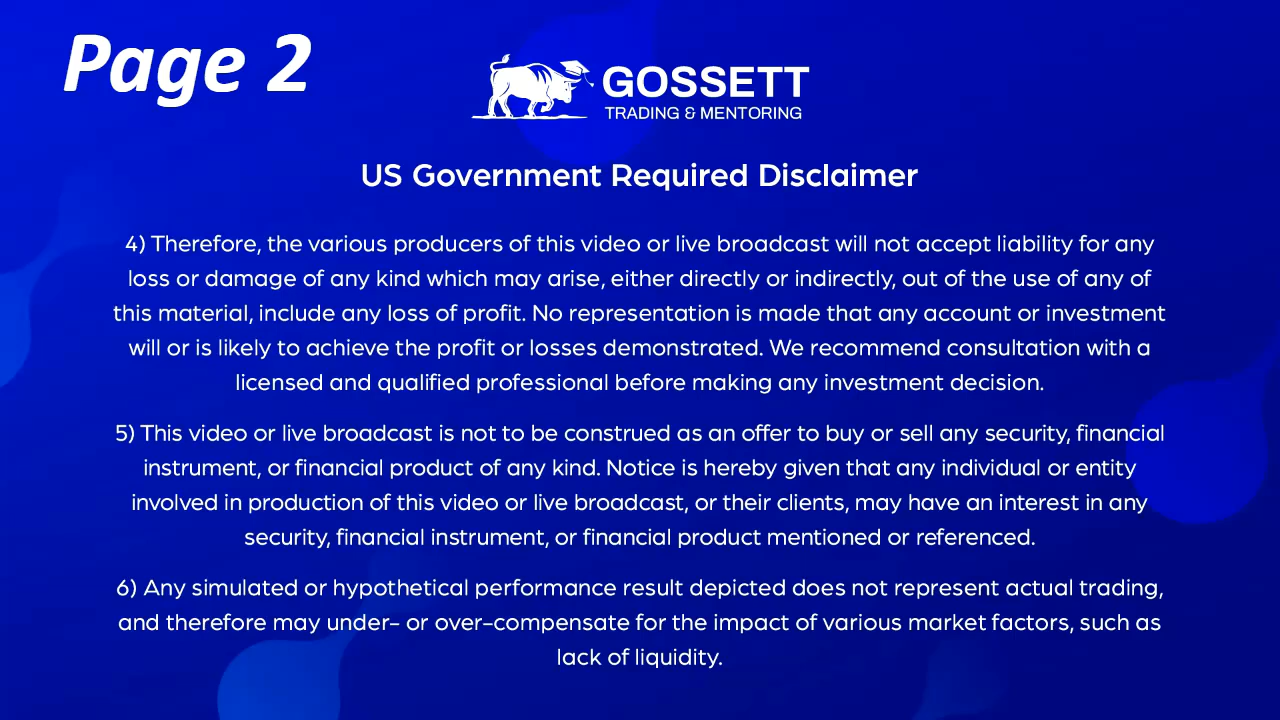 Page 2
GOSSETT
TRADING & MENTORING
US Government Required Disclaimer
4) Therefore, the various producers of this video or live broadcast will not accept liability for any
loss or damage of any kind which may arise, either directly or indirectly, out of the use of any of
this material, include any loss of profit. No representation is made that any account or investment
will or is likely to achieve the profit or losses demonstrated. We recommend consultation with a
licensed and qualified professional before making any investment decision.
5) This video or live broadcast is not to be construed as an offer to buy or sell any security, financial
instrument, or financial product of any kind. Notice is hereby given that any individual or entity
involved in production of this video or live broadcast, or their clients, may have an interest in any
security, financial instrument, or financial product mentioned or referenced.
6) Any simulated or hypothetical performance result depicted does not represent actual trading,
and therefore may under- or over-compensate for the impact of various market factors, such as
lack of liquidity.